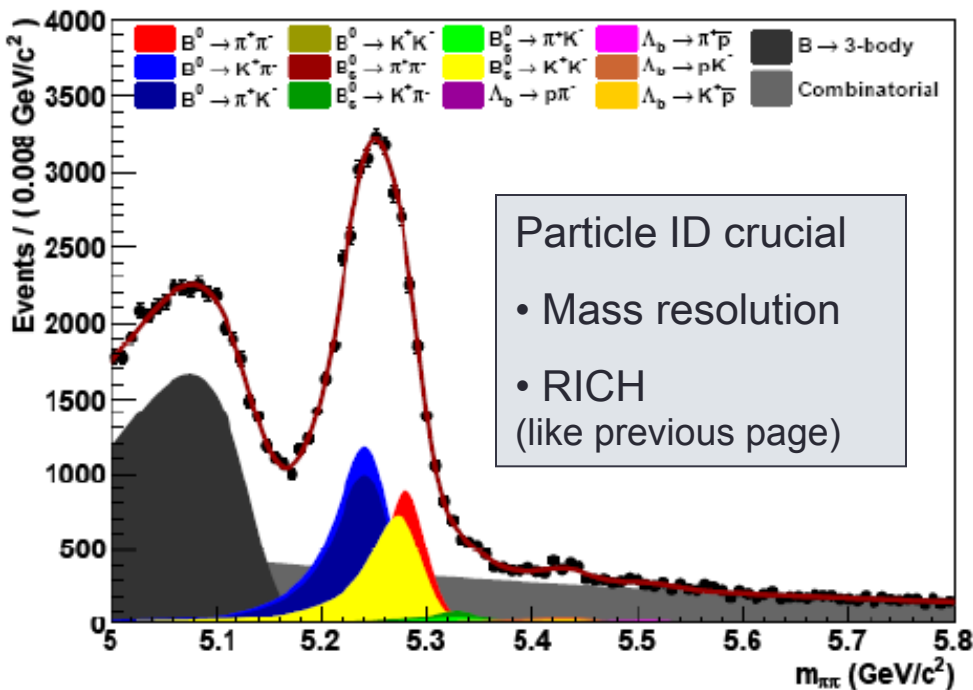 4000
3500
3000
2500
2000
1500
1000
500
0
Events / ( 0.008 GeV/c²)
B⁰ → π⁺π⁻
B⁰ → K⁺π⁻
B⁰ → π⁺K⁻
B⁰ → K⁺K⁻
B⁰ₛ → π⁺π⁻
B⁰ₛ → K⁺π⁻
B⁰ₛ → π⁺K⁻
B⁰ₛ → K⁺K⁻
Λb → pπ⁻
Λb → π⁺p̅
Λb → pK⁻
Λb → K⁺p̅
B → 3-body
Combinatorial
Particle ID crucial
• Mass resolution
• RICH
(like previous page)
5 5.1 5.2 5.3 5.4 5.5 5.6 5.7 5.8
mππ (GeV/c²)